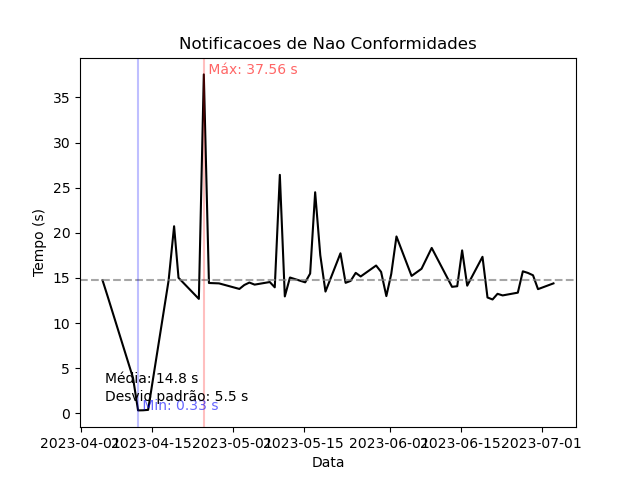 Notificacoes de Nao Conformidades
Máx: 37.56 s
35
30
25
20
15
10
5
0
Tempo (s)
Média: 14.8 s
Desvio padrão: 5.5 s
Mín: 0.33 s
2023-04-01 2023-04-15 2023-05-01 2023-05-15 2023-06-01 2023-06-15 2023-07-01
Data